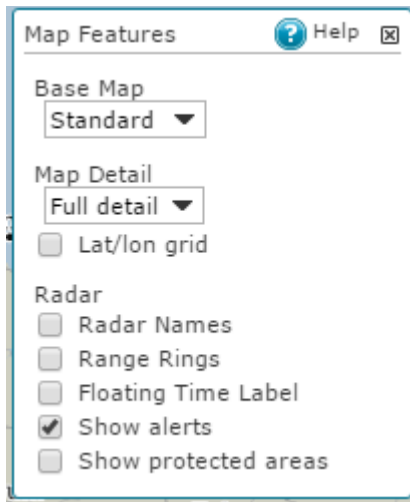 Map Features Help
Base Map
Standard
Map Detail
Full detail
Lat/lon grid
Radar
Radar Names
Range Rings
Floating Time Label
Show alerts
Show protected areas